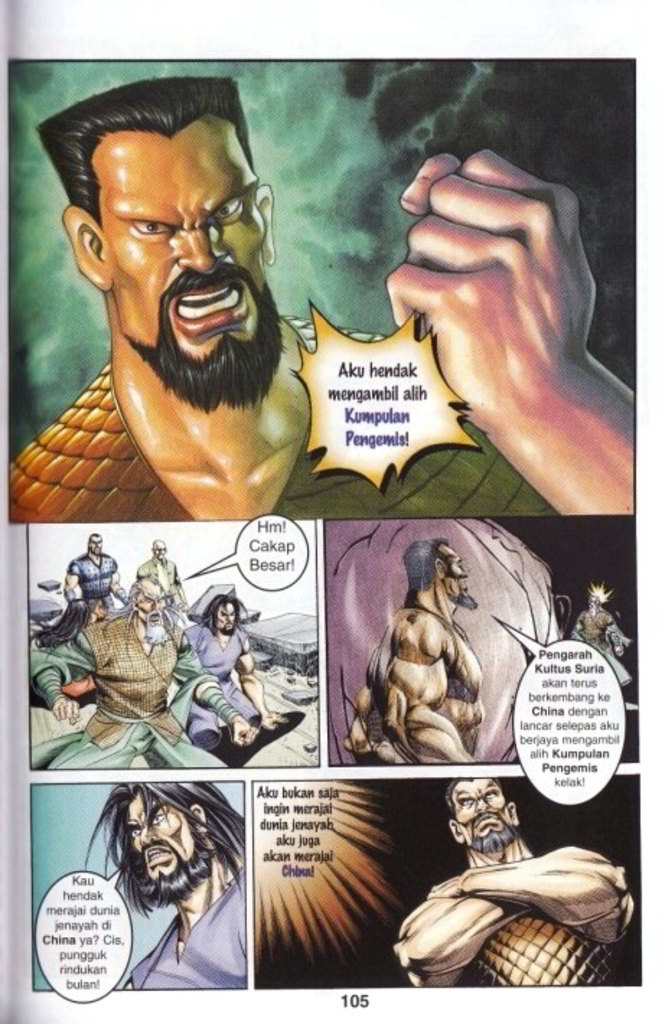 Aku hendak
mengambil alih
Kumpulan
Pengemis!
Hm!
Cakap
Besar!
Pengarah
Kultus Suria
akan terus
berkembang ke
China dengan
lancar selepas aku
berjaya mengambil
alih Kumpulan
Pengemis
kelak!
Kau
hendak
merajai dunia
jenayah di
China ya? Cis,
pungguk
rindukan
bulan!
Aku bukan saja
ingin merajai
dunia jenayah,
aku juga
akan merajai
China!
105